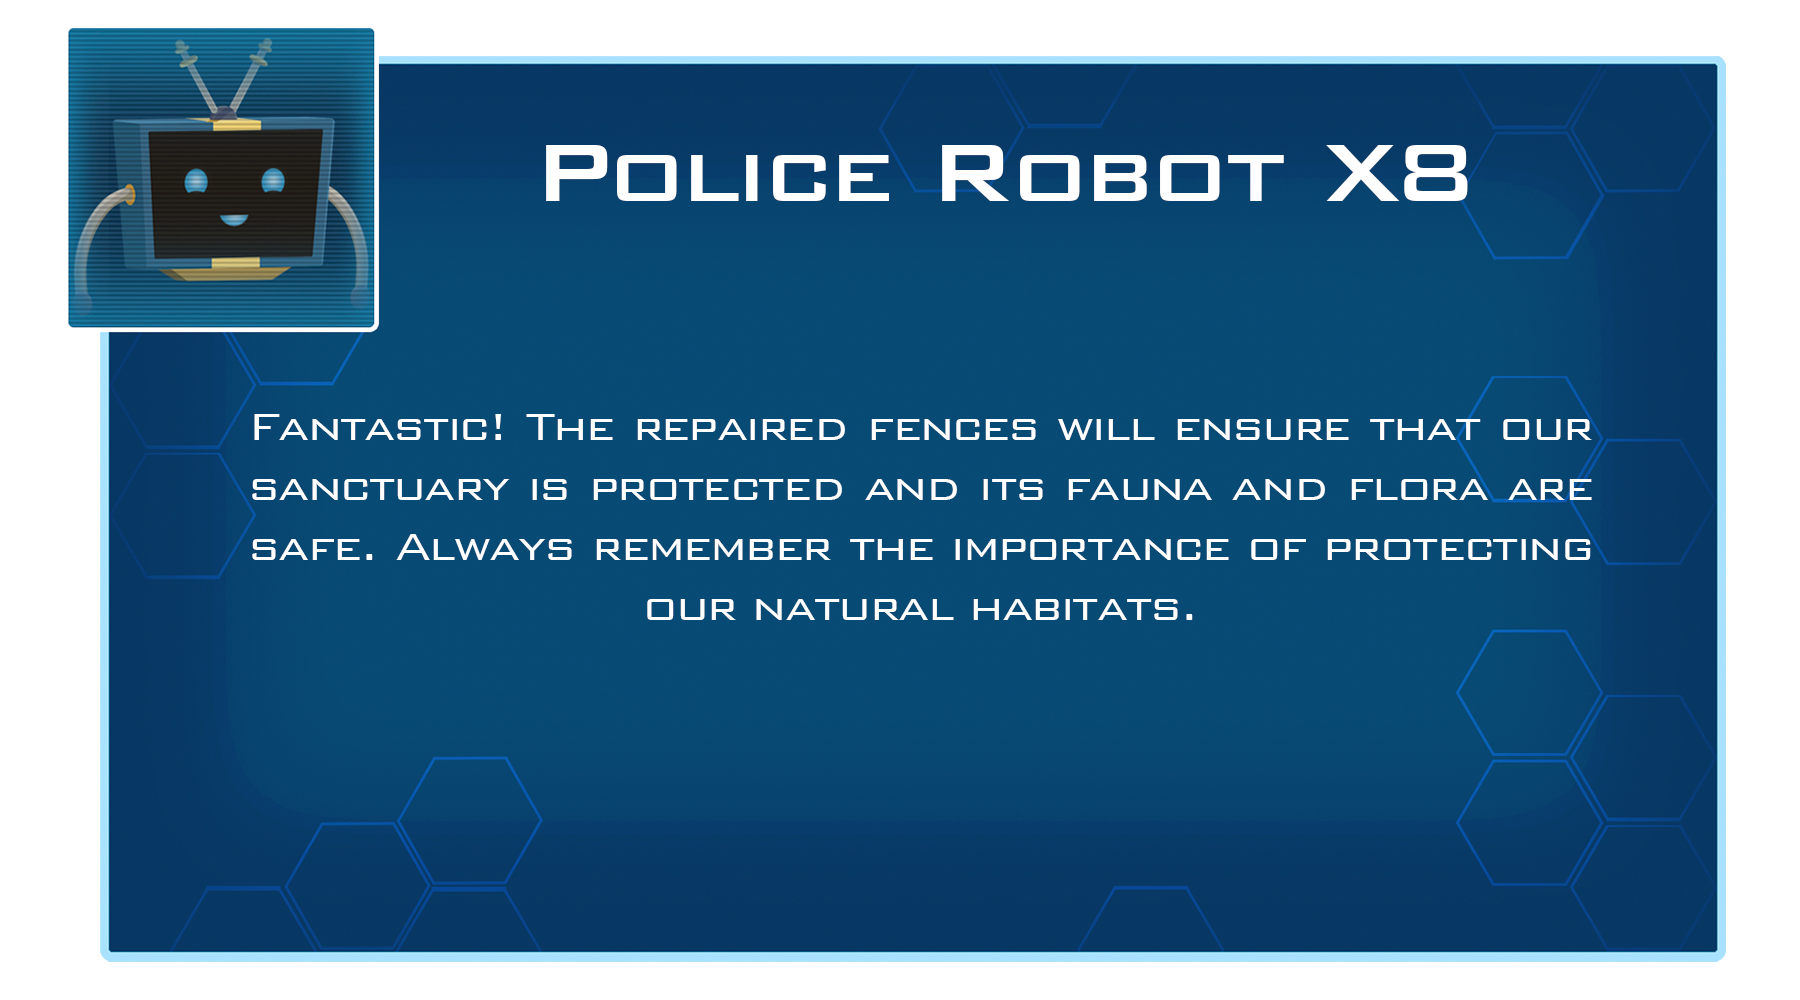 Police Robot X8
Fantastic! The repaired fences will ensure that our
sanctuary is protected and its fauna and flora are
safe. Always remember the importance of protecting
our natural habitats.